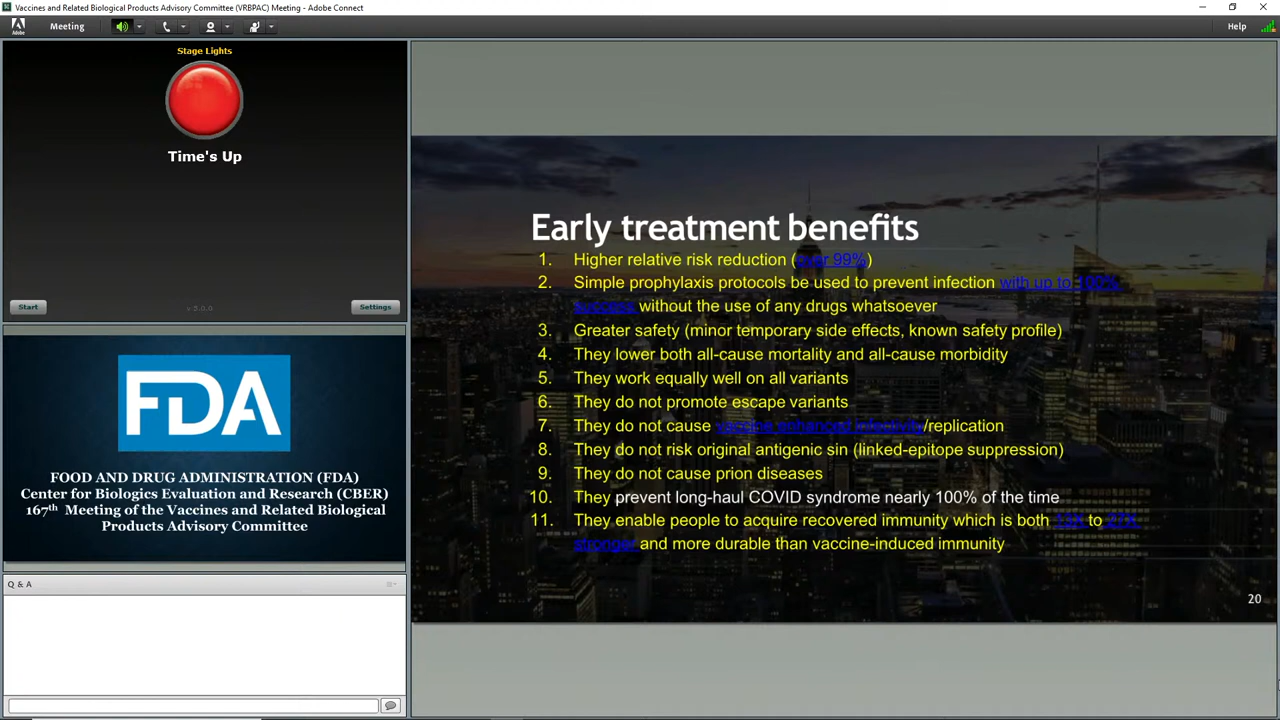 Vaccines and Related Biological Products Advisory Committee (VRBPAC) Meeting - Adobe Connect
Adobe
Meeting
Help
Stage Lights
Time's Up
Start
v 5.0.0
Settings
FDA
FOOD AND DRUG ADMINISTRATION (FDA)
Center for Biologics Evaluation and Research (CBER)
167th Meeting of the Vaccines and Related Biological
Products Advisory Committee
Q & A
Early treatment benefits
1. Higher relative risk reduction (over 99%)
2. Simple prophylaxis protocols be used to prevent infection with up to 100%
success without the use of any drugs whatsoever
3. Greater safety (minor temporary side effects, known safety profile)
4. They lower both all-cause mortality and all-cause morbidity
5. They work equally well on all variants
6. They do not promote escape variants
7. They do not cause vaccine enhanced infectivity/replication
8. They do not risk original antigenic sin (linked-epitope suppression)
9. They do not cause prion diseases
10. They prevent long-haul COVID syndrome nearly 100% of the time
11. They enable people to acquire recovered immunity which is both 13X to 27X
stronger and more durable than vaccine-induced immunity
20